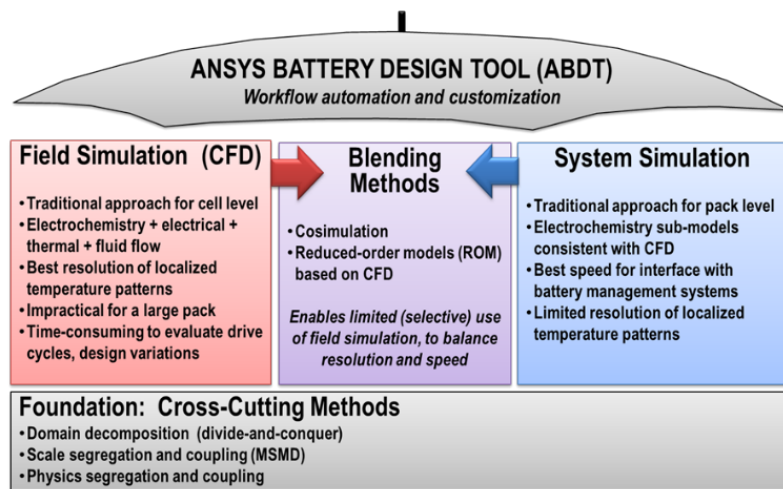 ANSYS BATTERY DESIGN TOOL (ABDT)
Workflow automation and customization
Field Simulation (CFD)
• Traditional approach for cell level
• Electrochemistry + electrical +
thermal + fluid flow
• Best resolution of localized
temperature patterns
• Impractical for a large pack
• Time-consuming to evaluate drive
cycles, design variations
Blending
Methods
• Cosimulation
• Reduced-order models (ROM)
based on CFD
Enables limited (selective) use
of field simulation, to balance
resolution and speed
System Simulation
• Traditional approach for pack level
• Electrochemistry sub-models
consistent with CFD
• Best speed for interface with
battery management systems
• Limited resolution of localized
temperature patterns
Foundation: Cross-Cutting Methods
• Domain decomposition (divide-and-conquer)
• Scale segregation and coupling (MSMD)
• Physics segregation and coupling